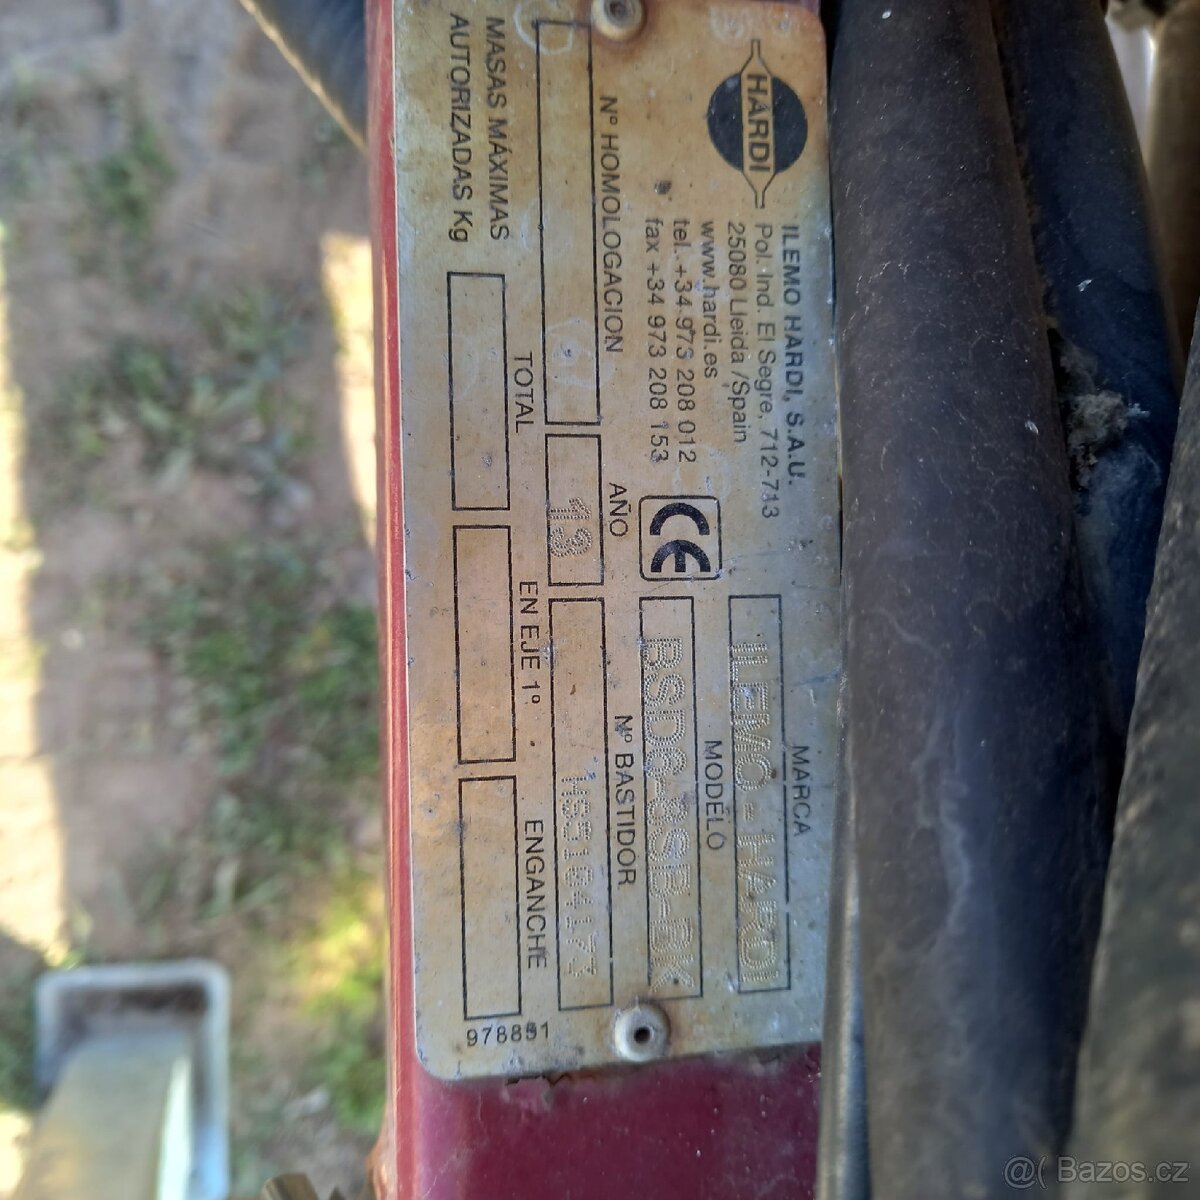 HARDI
ILEMO HARDI, S.A.U.
Pol. Ind. El Segre, 712-713
25080 Lleida /Spain
www.hardi.es
tel. +34 973 208 012
fax +34 973 208 153
CE
MARCA
ILEMO - HARDI
MODELO
Nº HOMOLOGACION
AÑO
13
Nº BASTIDOR
MASAS MÁXIMAS
AUTORIZADAS Kg
TOTAL
EN EJE 1º
ENGANCHE
978851
Bazos.cz